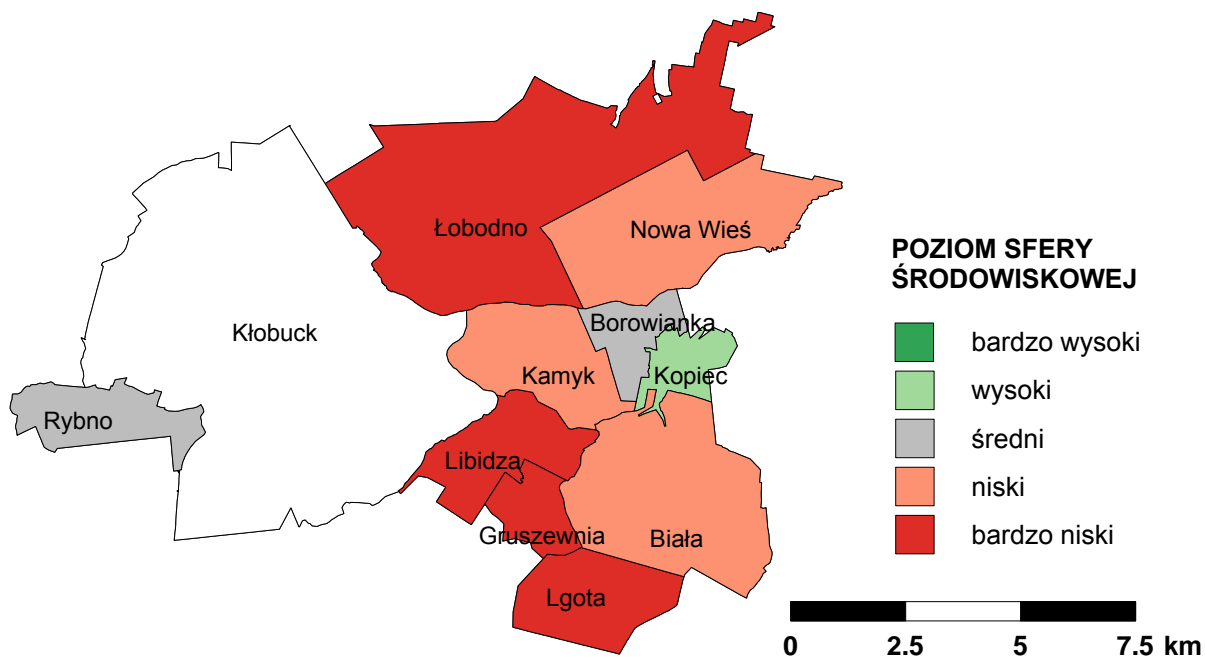 Łobodno
Nowa Wieś
Borowianka
Kłobuck
Kamyk
Kopiec
Rybno
Libidza
Gruszewnia
Biała
Lgota
POZIOM SFERY
ŚRODOWISKOWEJ
bardzo wysoki
wysoki
średni
niski
bardzo niski
0 2.5 5 7.5 km